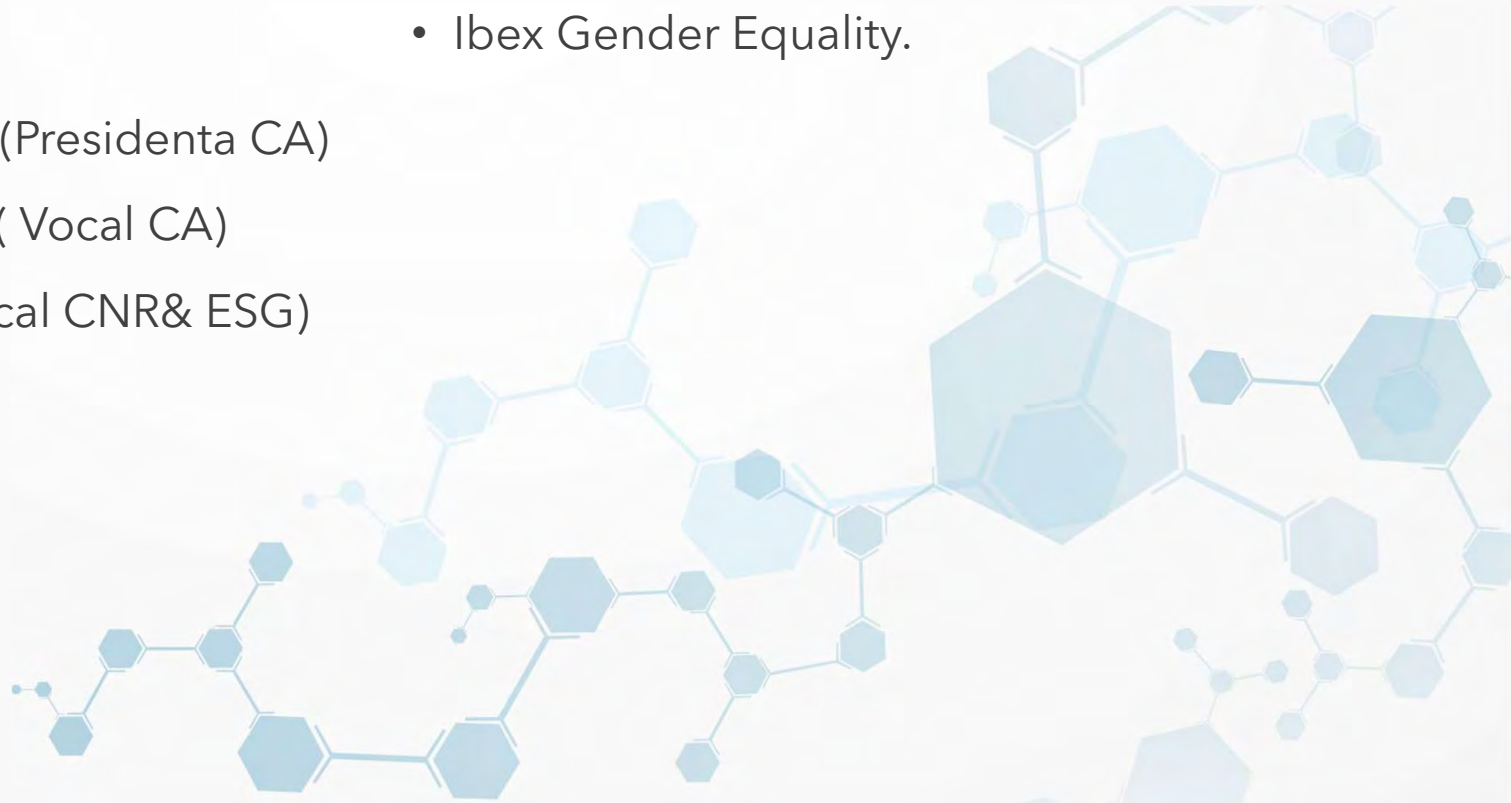 • Ibex Gender Equality.
(Presidenta CA)
( Vocal CA)
cal CNR& ESG)